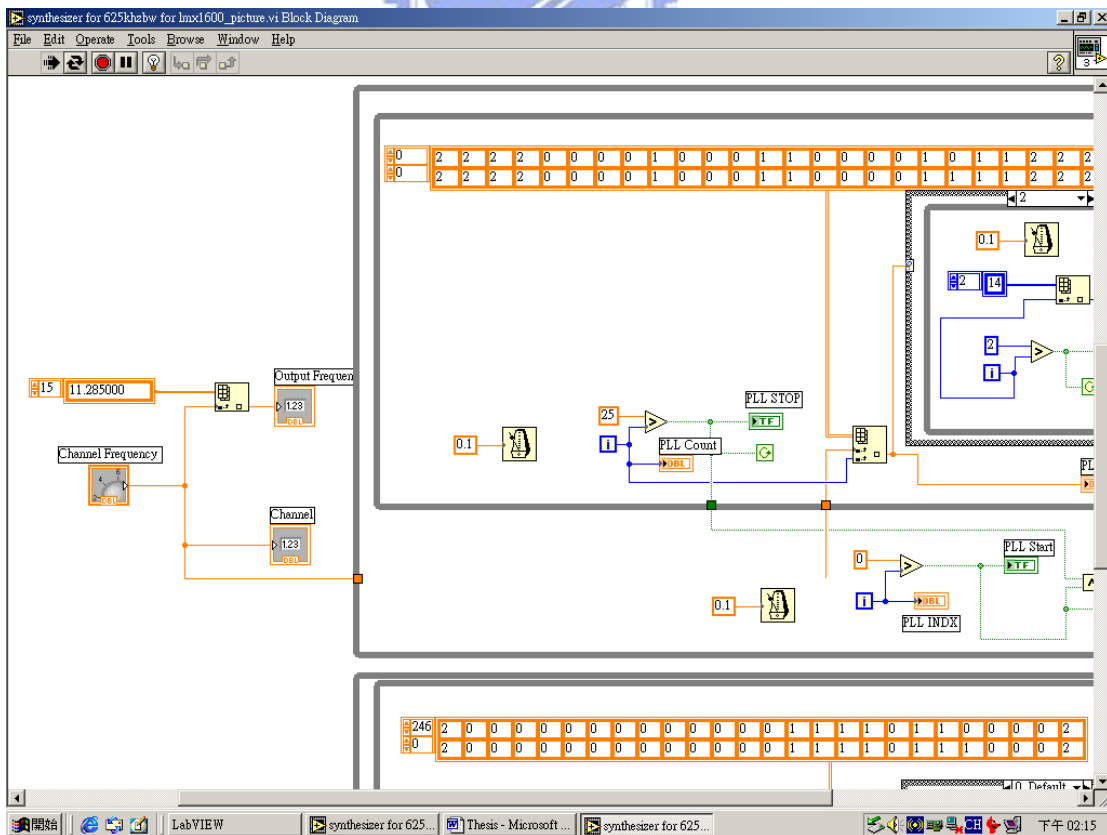 synthesizer for 625khzbw for lmx1600_picture.vi Block Diagram
File Edit Operate Tools Browse Window Help
3
0 2 2 2 2 0 0 0 0 1 0 0 0 1 1 0 0 0 0 1 0 1 1 2 2 2
0 2 2 2 2 0 0 0 0 1 0 0 0 1 1 0 0 0 0 1 1 1 1 2 2 2
2
0.1
2 14
2
i
15 11.285000
Output Frequen
1.23
DBL
Channel Frequency
2 4 6
DBL
Channel
1.23
DBL
0.1
25
i
PLL STOP
TF
PLL Count
DBL
PL
0
i
PLL Start
TF
DBL
PLL INDX
0.1
246 2 0 0 0 0 0 0 0 0 0 0 0 0 0 1 1 1 1 0 1 1 0 0 0 2
0 2 0 0 0 0 0 0 0 0 0 0 0 0 0 1 1 1 1 0 1 1 0 0 0 2
0, Default
開始 LabVIEW synthesizer for 625... Thesis - Microsoft ... synthesizer for 625... CH 下午 02:15